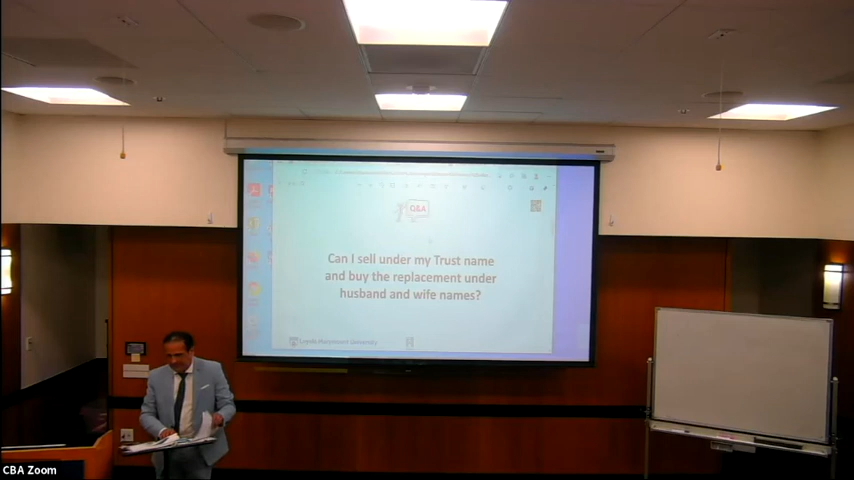 Q&A
Can I sell under my Trust name
and buy the replacement under
husband and wife names?
Loyola Marymount University
CBA Zoom